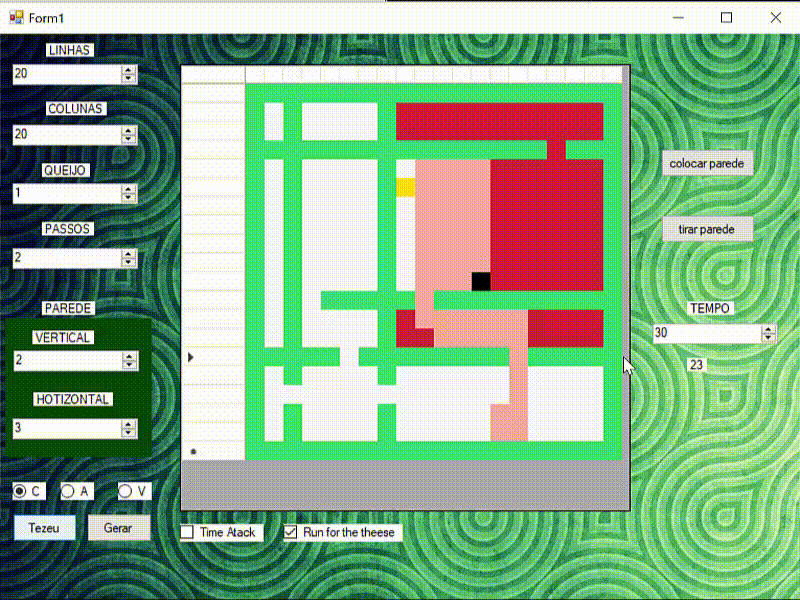 Form1
LINHAS
20
COLUNAS
20
QUEIJO
1
PASSOS
2
PAREDE
VERTICAL
2
HOTIZONTAL
3
C A V
Tezeu Gerar
Time Atack Run for the theese
colocar parede
tirar parede
TEMPO
30
23